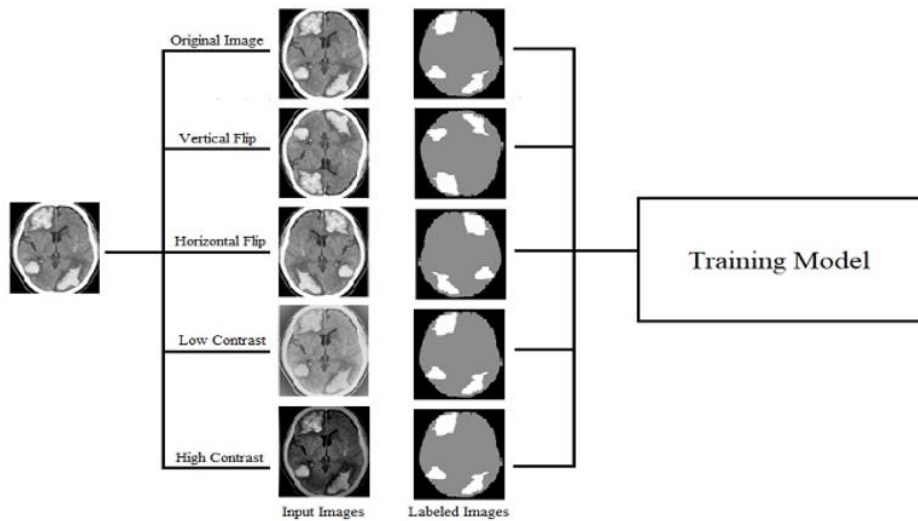 Original Image
Vertical Flip
Horizontal Flip
Training Model
Low Contrast
High Contrast
Input Images
Labeled Images